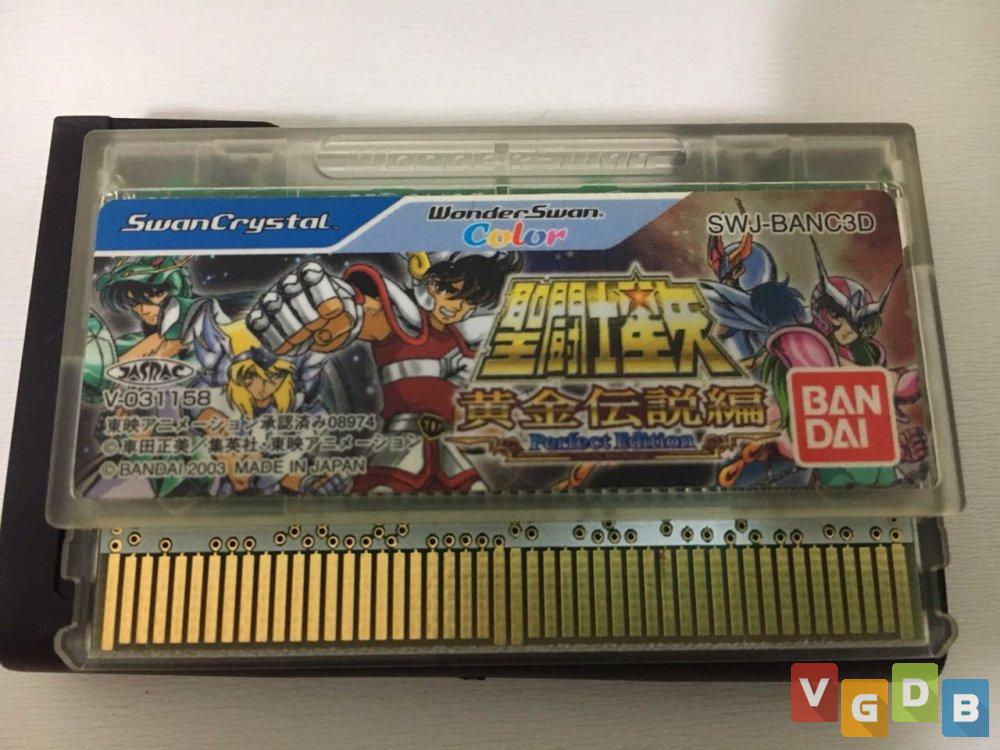 WonderSwan
SwanCrystal™
WonderSwan®
Color
SWJ-BANC3D
聖闘士星矢
黄金伝説編
Perfect Edition
JASRAC
V-031158
東映アニメーション承認済み08974
©車田正美／集英社・東映アニメーション
© BANDAI 2003 MADE IN JAPAN
BAN
DAI
VGDB